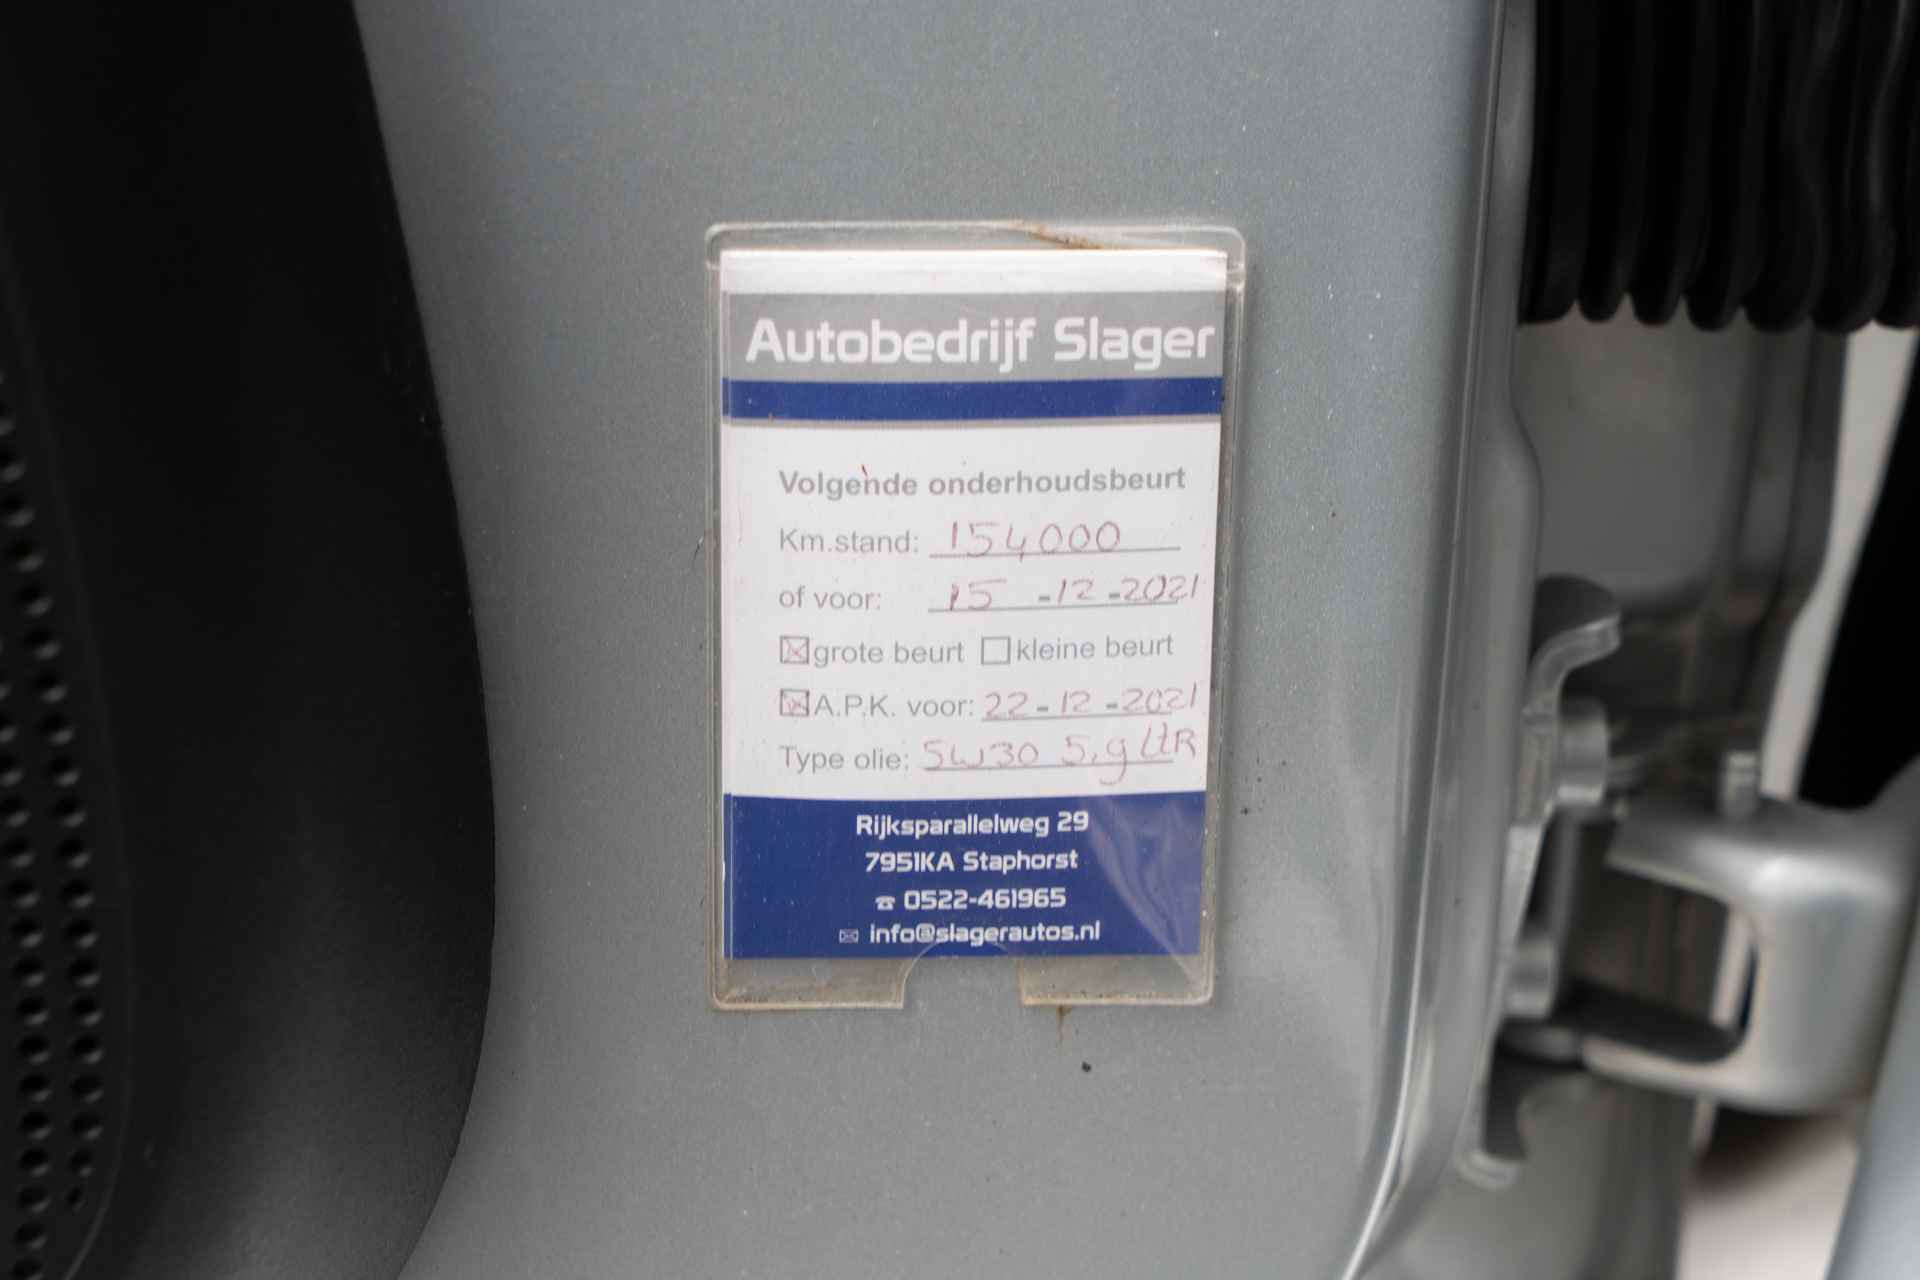 Autobedrijf Slager
Volgende onderhoudsbeurt
Km.stand: 154000
of voor: 15 -12 -2021
☒ grote beurt ☐ kleine beurt
☒ A.P.K. voor: 22-12-2021
Type olie: 5W30 5,9 LtR
Rijksparallelweg 29
7951KA Staphorst
☎ 0522-461965
✉ info@slagerautos.nl